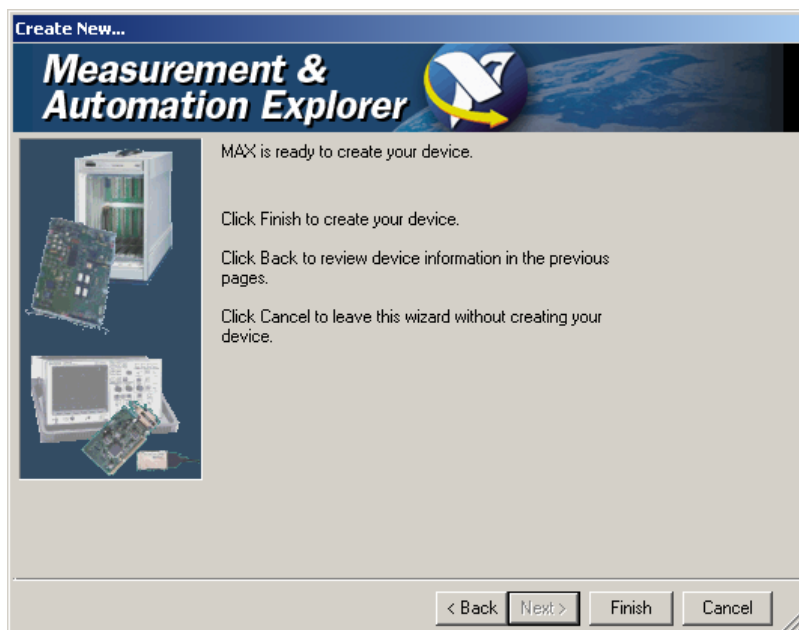 Create New...
Measurement &
Automation Explorer
MAX is ready to create your device.
Click Finish to create your device.
Click Back to review device information in the previous
pages.
Click Cancel to leave this wizard without creating your
device.
< Back Next > Finish Cancel